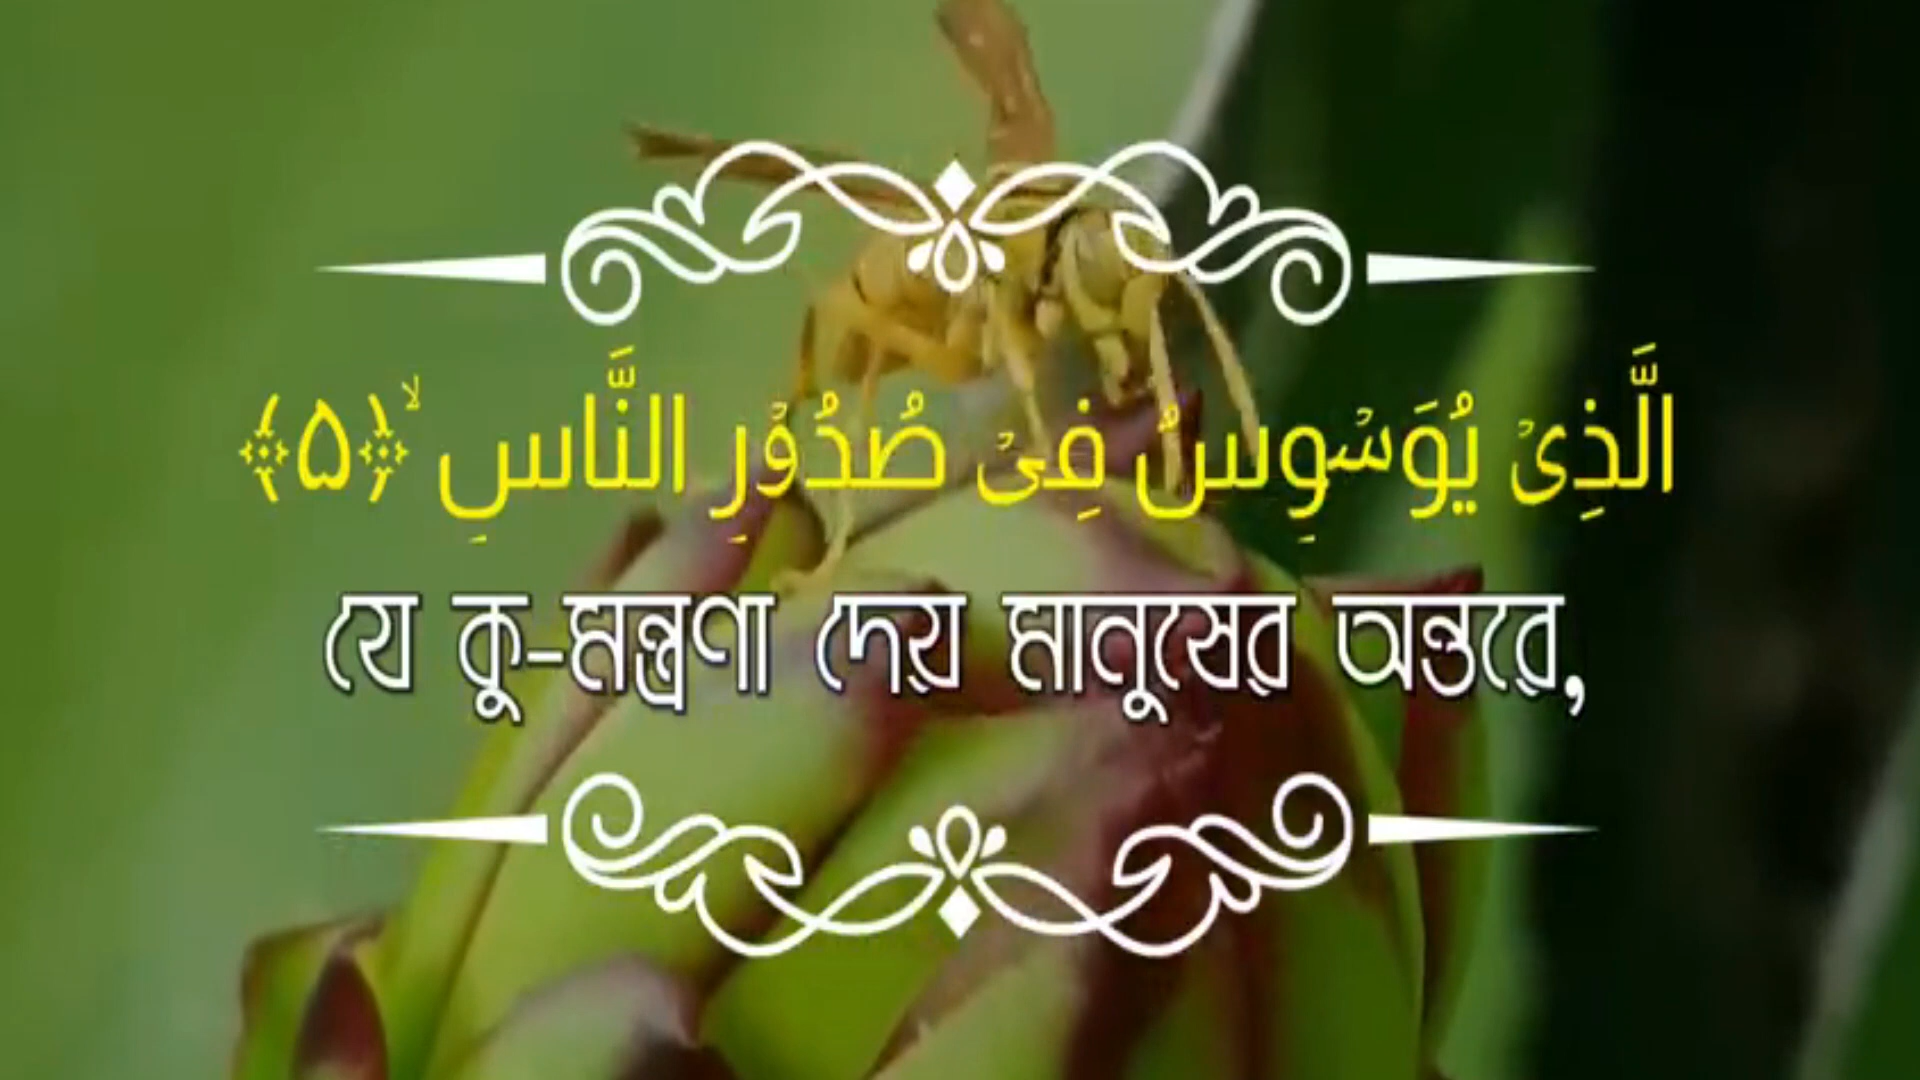 الَّذِیۡ یُوَسۡوِسُ فِیۡ صُدُوۡرِ النَّاسِ ۙ﴿۵﴾
যে কু-মন্ত্রণা দেয় মানুষের অন্তরে,